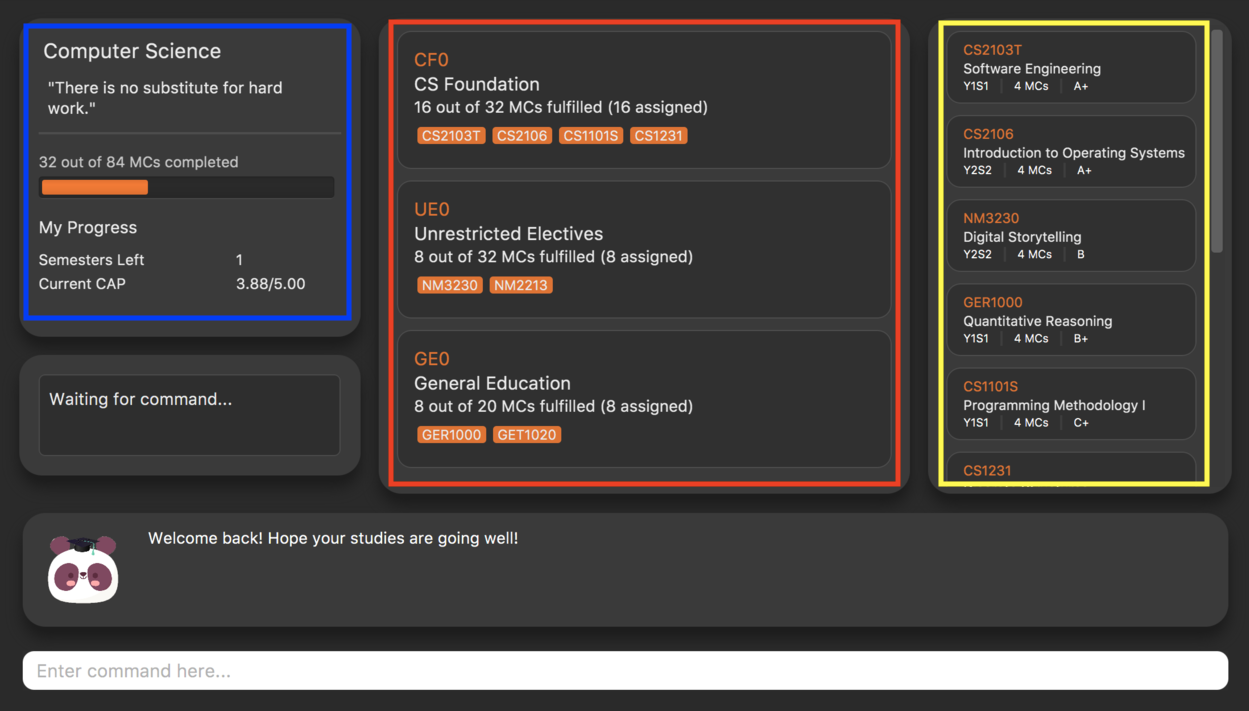 Computer Science
"There is no substitute for hard
work."
32 out of 84 MCs completed
My Progress
Semesters Left 1
Current CAP 3.88/5.00
Waiting for command...
CF0
CS Foundation
16 out of 32 MCs fulfilled (16 assigned)
CS2103T CS2106 CS1101S CS1231
UE0
Unrestricted Electives
8 out of 32 MCs fulfilled (8 assigned)
NM3230 NM2213
GE0
General Education
8 out of 20 MCs fulfilled (8 assigned)
GER1000 GET1020
CS2103T
Software Engineering
Y1S1 4 MCs A+
CS2106
Introduction to Operating Systems
Y2S2 4 MCs A+
NM3230
Digital Storytelling
Y2S2 4 MCs B
GER1000
Quantitative Reasoning
Y1S1 4 MCs B+
CS1101S
Programming Methodology I
Y1S1 4 MCs C+
CS1231
Welcome back! Hope your studies are going well!
Enter command here...